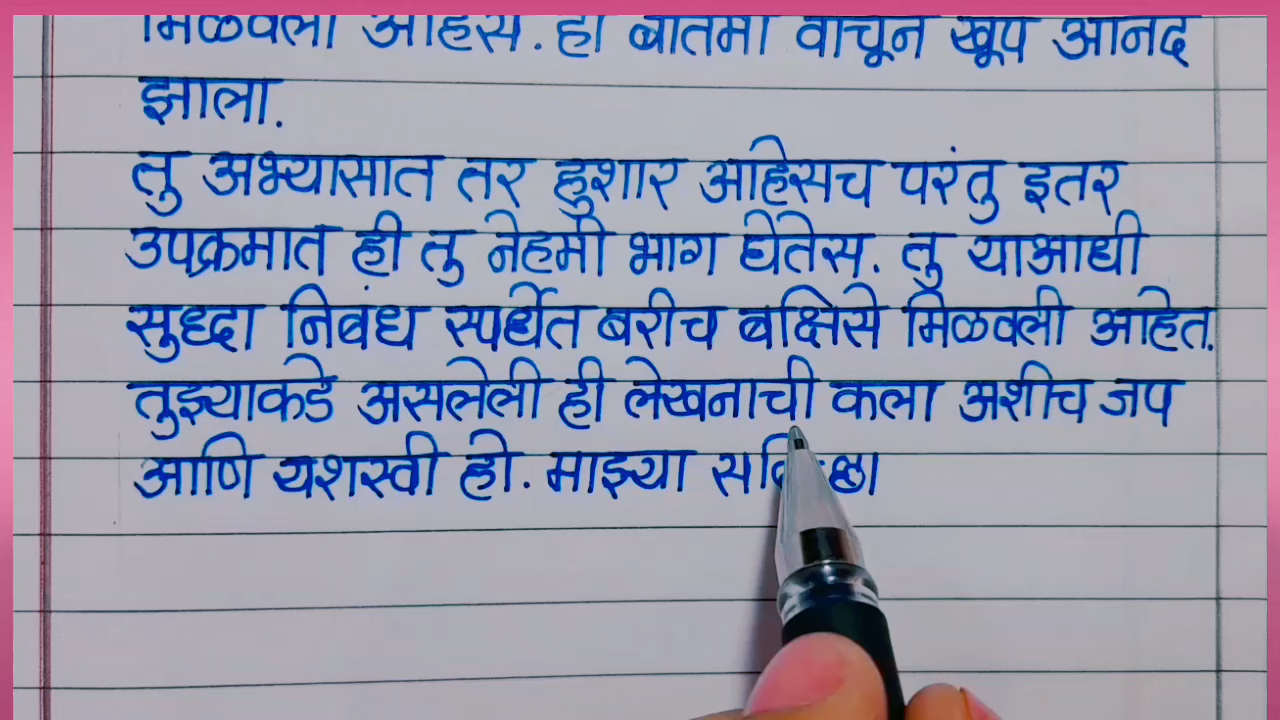 मिळवली आहेस. ही बातमी वाचून खूप आनंद
झाला.
तु अभ्यासात तर हुशार आहेसच परंतु इतर
उपक्रमात ही तु नेहमी भाग घेतेस. तु याआधी
सुध्दा निबंध स्पर्धेत बरीच बक्षिसे मिळवली आहेत.
तुझ्याकडे असलेली ही लेखनाची कला अशीच जप
आणि यशस्वी हो. माझ्या